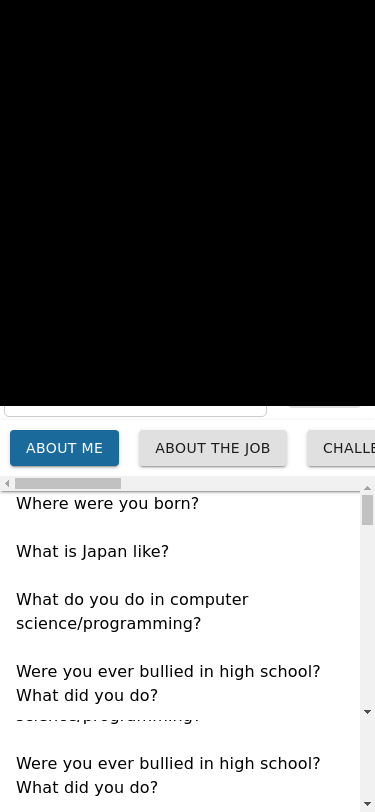 ABOUT ME ABOUT THE JOB CHALLE
Where were you born?
What is Japan like?
What do you do in computer
science/programming?
Were you ever bullied in high school?
What did you do?
science/programming?
Were you ever bullied in high school?
What did you do?